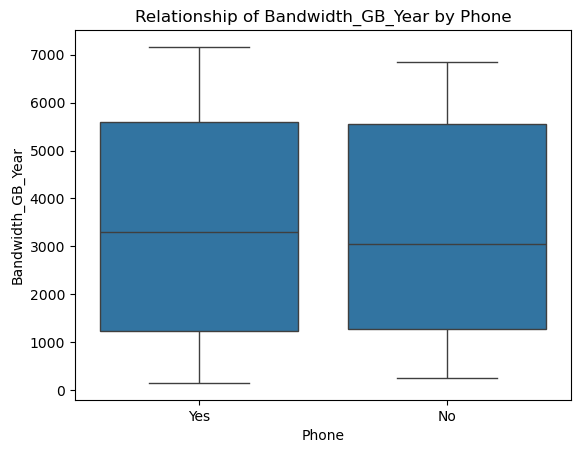 Relationship of Bandwidth_GB_Year by Phone
7000
6000
5000
4000
3000
2000
1000
0
Bandwidth_GB_Year
Yes
No
Phone